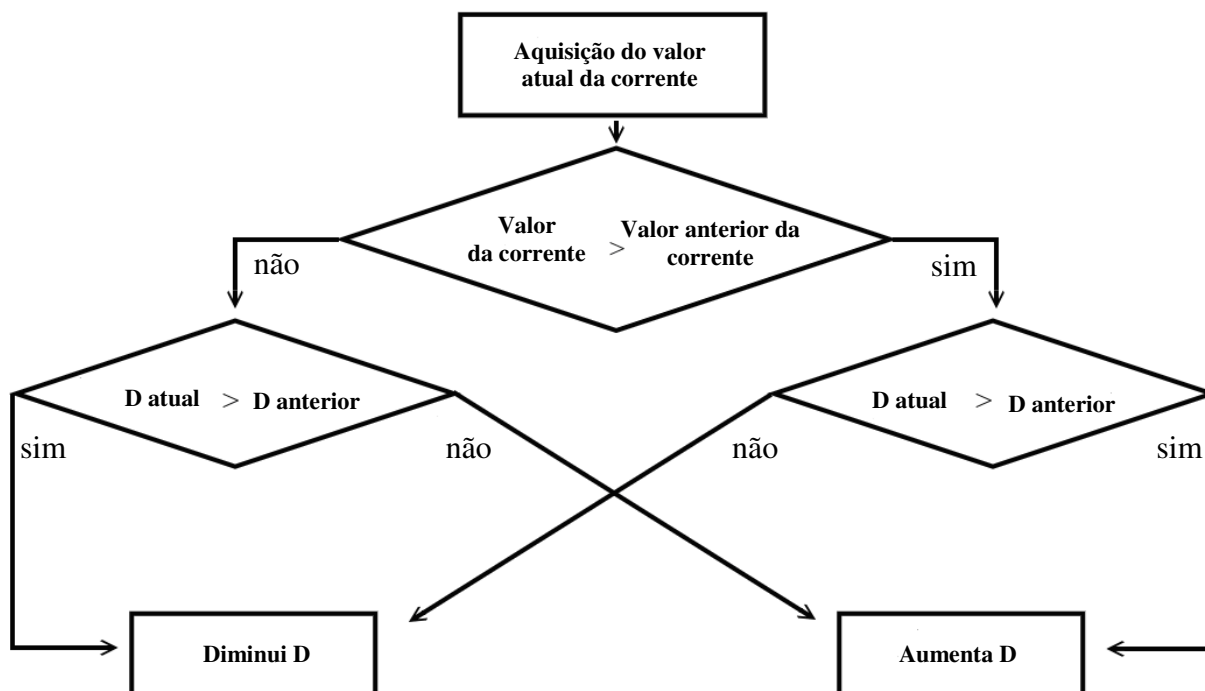 Aquisição do valor
atual da corrente
Valor
da corrente
>
Valor anterior da
corrente
não
sim
D atual > D anterior
D atual > D anterior
sim
não
não
sim
Diminui D
Aumenta D